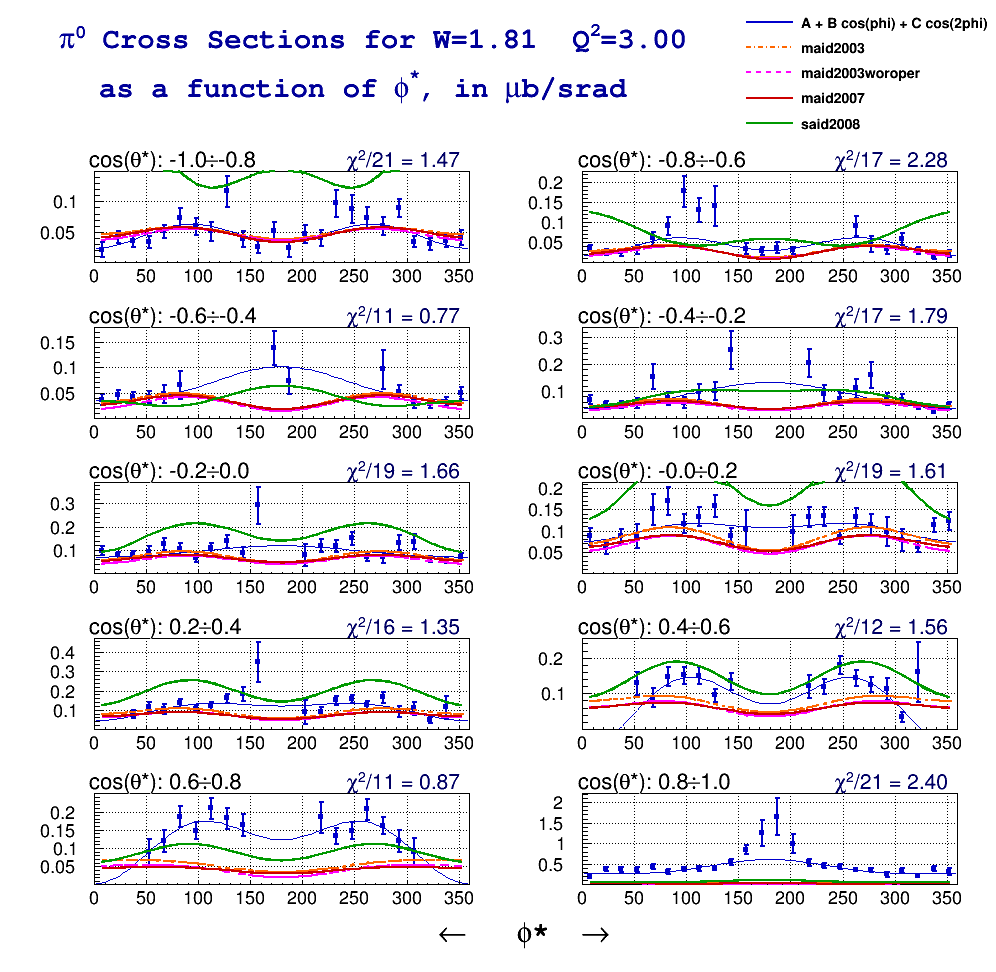 π⁰ Cross Sections for W=1.81 Q²=3.00
as a function of ϕ*, in μb/srad
A + B cos(phi) + C cos(2phi)
maid2003
maid2003woroper
maid2007
said2008
cos(θ*): -1.0÷-0.8 χ²/21 = 1.47
0.1
0.05
0 50 100 150 200 250 300 350
cos(θ*): -0.8÷-0.6 χ²/17 = 2.28
0.2
0.15
0.1
0.05
0 50 100 150 200 250 300 350
cos(θ*): -0.6÷-0.4 χ²/11 = 0.77
0.15
0.1
0.05
0 50 100 150 200 250 300 350
cos(θ*): -0.4÷-0.2 χ²/17 = 1.79
0.3
0.2
0.1
0 50 100 150 200 250 300 350
cos(θ*): -0.2÷0.0 χ²/19 = 1.66
0.3
0.2
0.1
0 50 100 150 200 250 300 350
cos(θ*): -0.0÷0.2 χ²/19 = 1.61
0.2
0.15
0.1
0.05
0 50 100 150 200 250 300 350
cos(θ*): 0.2÷0.4 χ²/16 = 1.35
0.4
0.3
0.2
0.1
0 50 100 150 200 250 300 350
cos(θ*): 0.4÷0.6 χ²/12 = 1.56
0.2
0.1
0 50 100 150 200 250 300 350
cos(θ*): 0.6÷0.8 χ²/11 = 0.87
0.2
0.15
0.1
0.05
0 50 100 150 200 250 300 350
cos(θ*): 0.8÷1.0 χ²/21 = 2.40
2
1.5
1
0.5
0 50 100 150 200 250 300 350
← ϕ* →